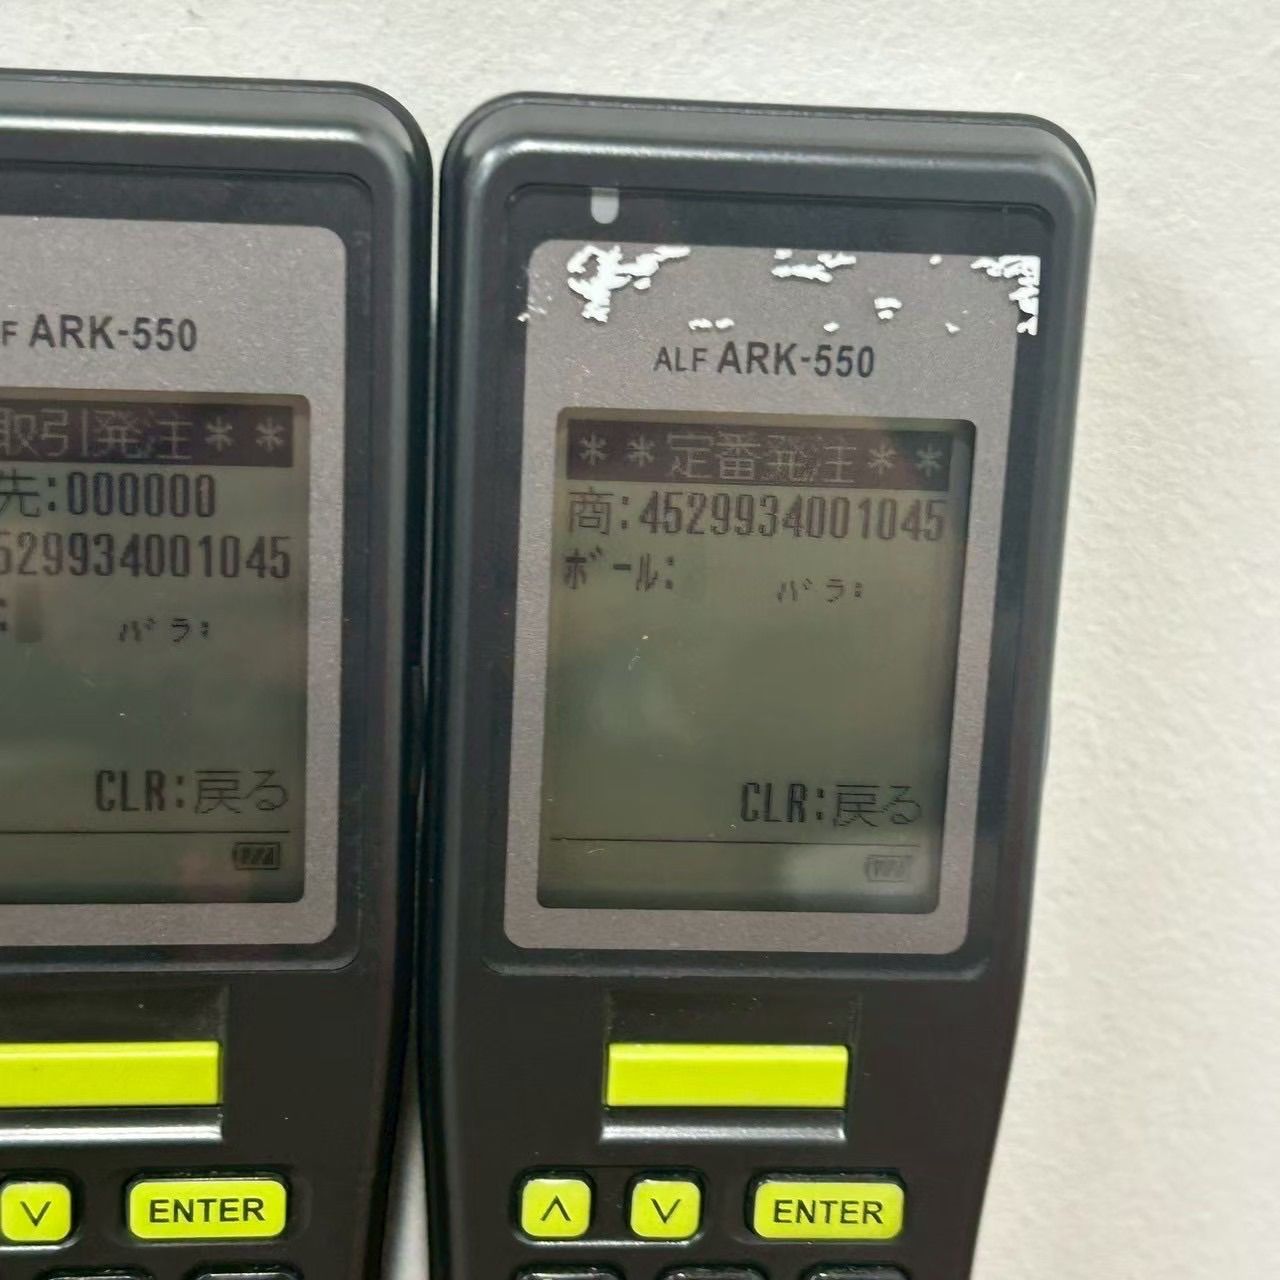 F ARK-550
取引発注＊＊
先:000000
529934001045
: バラ:
CLR:戻る
∨ ENTER
ALF ARK-550
＊＊定番発注＊＊
商:4529934001045
ボール: バラ:
CLR:戻る
∧ ∨ ENTER